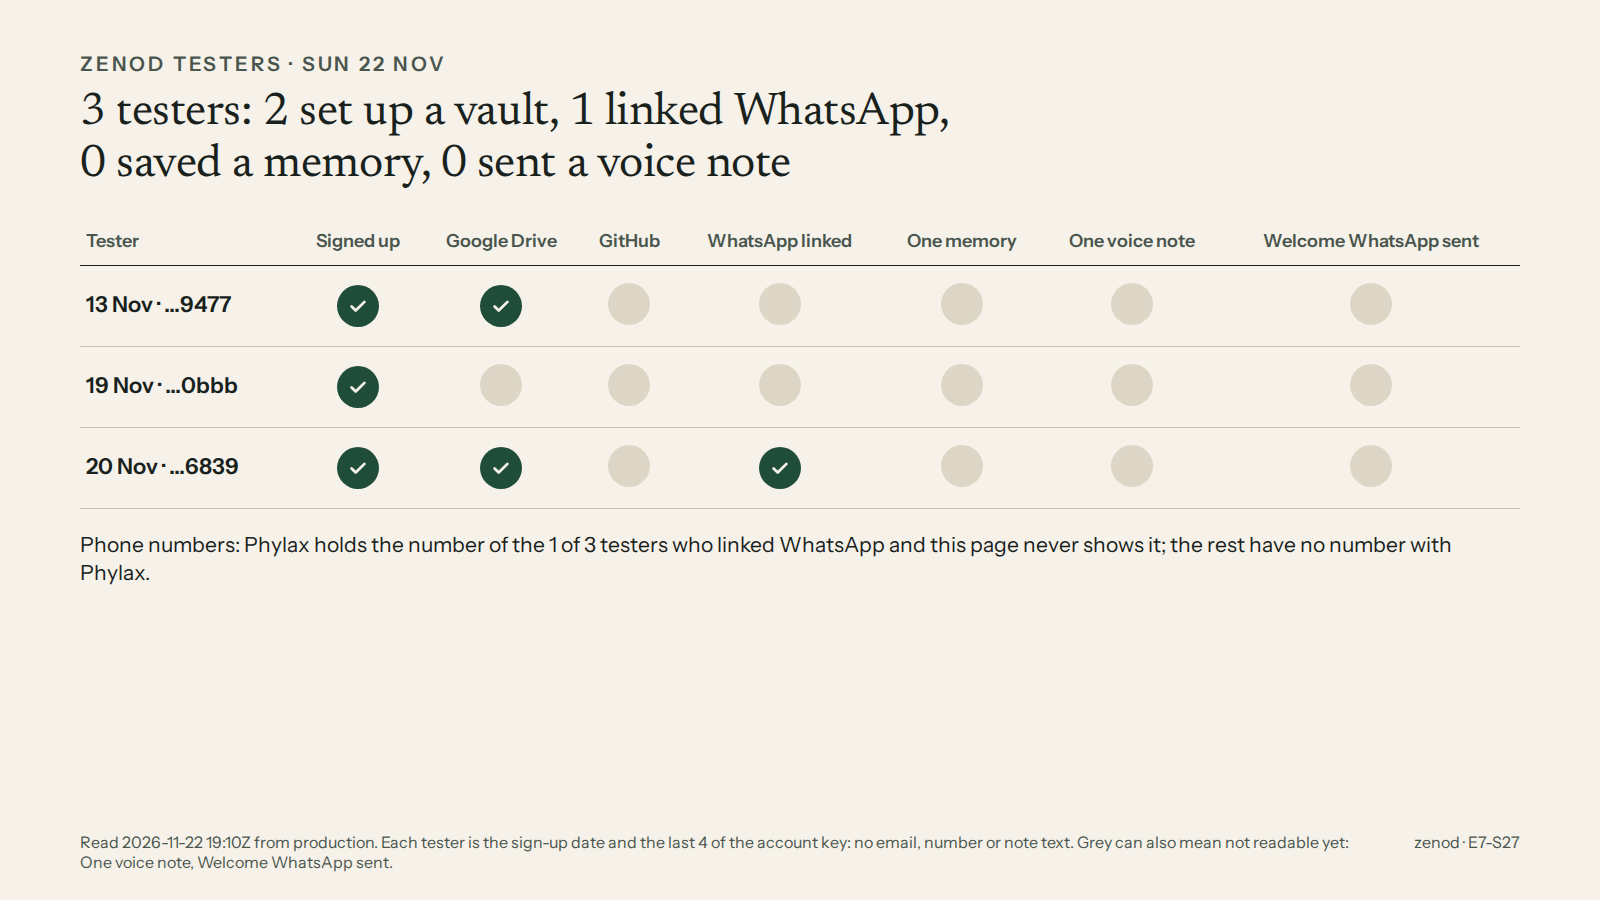 ZENOD TESTERS · SUN 22 NOV
3 testers: 2 set up a vault, 1 linked WhatsApp,
0 saved a memory, 0 sent a voice note
Tester Signed up Google Drive GitHub WhatsApp linked One memory One voice note Welcome WhatsApp sent
13 Nov · …9477
19 Nov · …0bbb
20 Nov · …6839
Phone numbers: Phylax holds the number of the 1 of 3 testers who linked WhatsApp and this page never shows it; the rest have no number with
Phylax.
Read 2026-11-22 19:10Z from production. Each tester is the sign-up date and the last 4 of the account key: no email, number or note text. Grey can also mean not readable yet:
One voice note, Welcome WhatsApp sent.
zenod · E7-S27